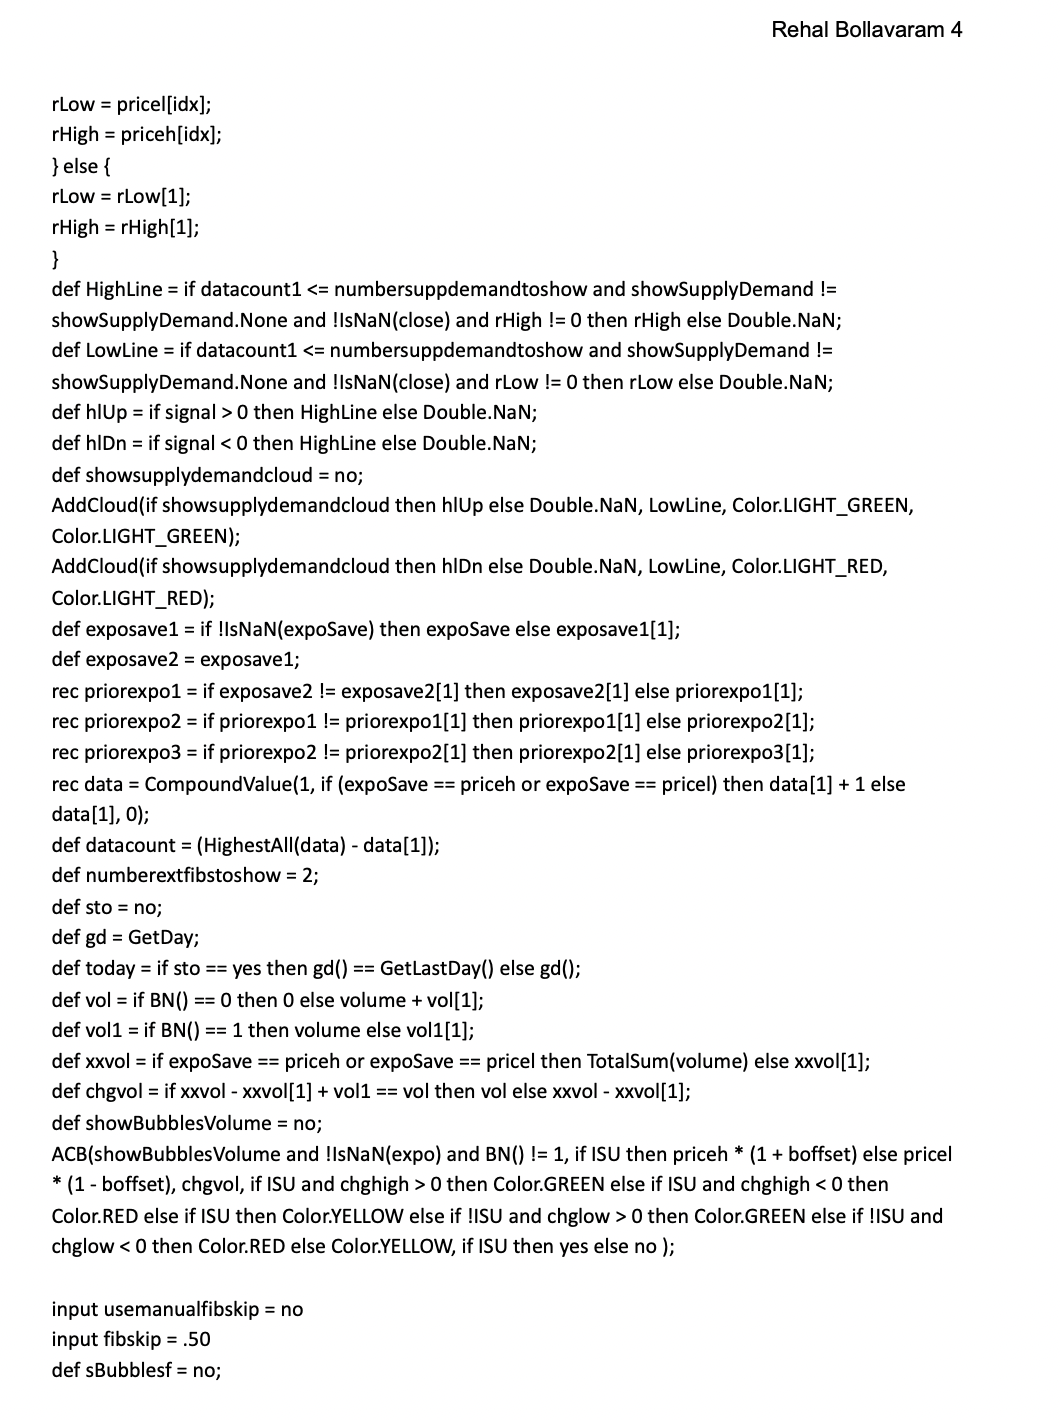 Rehal Bollavaram 4
rLow = pricel[idx];
rHigh = priceh[idx];
} else {
rLow = rLow[1];
rHigh = rHigh[1];
}
def HighLine = if datacount1 <= numbersuppdemandtoshow and showSupplyDemand !=
showSupplyDemand.None and !IsNaN(close) and rHigh != 0 then rHigh else Double.NaN;
def LowLine = if datacount1 <= numbersuppdemandtoshow and showSupplyDemand !=
showSupplyDemand.None and !IsNaN(close) and rLow != 0 then rLow else Double.NaN;
def hlUp = if signal > 0 then HighLine else Double.NaN;
def hlDn = if signal < 0 then HighLine else Double.NaN;
def showsupplydemandcloud = no;
AddCloud(if showsupplydemandcloud then hlUp else Double.NaN, LowLine, Color.LIGHT_GREEN,
Color.LIGHT_GREEN);
AddCloud(if showsupplydemandcloud then hlDn else Double.NaN, LowLine, Color.LIGHT_RED,
Color.LIGHT_RED);
def exposave1 = if !IsNaN(expoSave) then expoSave else exposave1[1];
def exposave2 = exposave1;
rec priorexpo1 = if exposave2 != exposave2[1] then exposave2[1] else priorexpo1[1];
rec priorexpo2 = if priorexpo1 != priorexpo1[1] then priorexpo1[1] else priorexpo2[1];
rec priorexpo3 = if priorexpo2 != priorexpo2[1] then priorexpo2[1] else priorexpo3[1];
rec data = CompoundValue(1, if (expoSave == priceh or expoSave == pricel) then data[1] + 1 else
data[1], 0);
def datacount = (HighestAll(data) - data[1]);
def numberextfibstoshow = 2;
def sto = no;
def gd = GetDay;
def today = if sto == yes then gd() == GetLastDay() else gd();
def vol = if BN() == 0 then 0 else volume + vol[1];
def vol1 = if BN() == 1 then volume else vol1[1];
def xxvol = if expoSave == priceh or expoSave == pricel then TotalSum(volume) else xxvol[1];
def chgvol = if xxvol - xxvol[1] + vol1 == vol then vol else xxvol - xxvol[1];
def showBubblesVolume = no;
ACB(showBubblesVolume and !IsNaN(expo) and BN() != 1, if ISU then priceh * (1 + boffset) else pricel
* (1 - boffset), chgvol, if ISU and chghigh > 0 then Color.GREEN else if ISU and chghigh < 0 then
Color.RED else if ISU then Color.YELLOW else if !ISU and chglow > 0 then Color.GREEN else if !ISU and
chglow < 0 then Color.RED else Color.YELLOW, if ISU then yes else no );
input usemanualfibskip = no
input fibskip = .50
def sBubblesf = no;